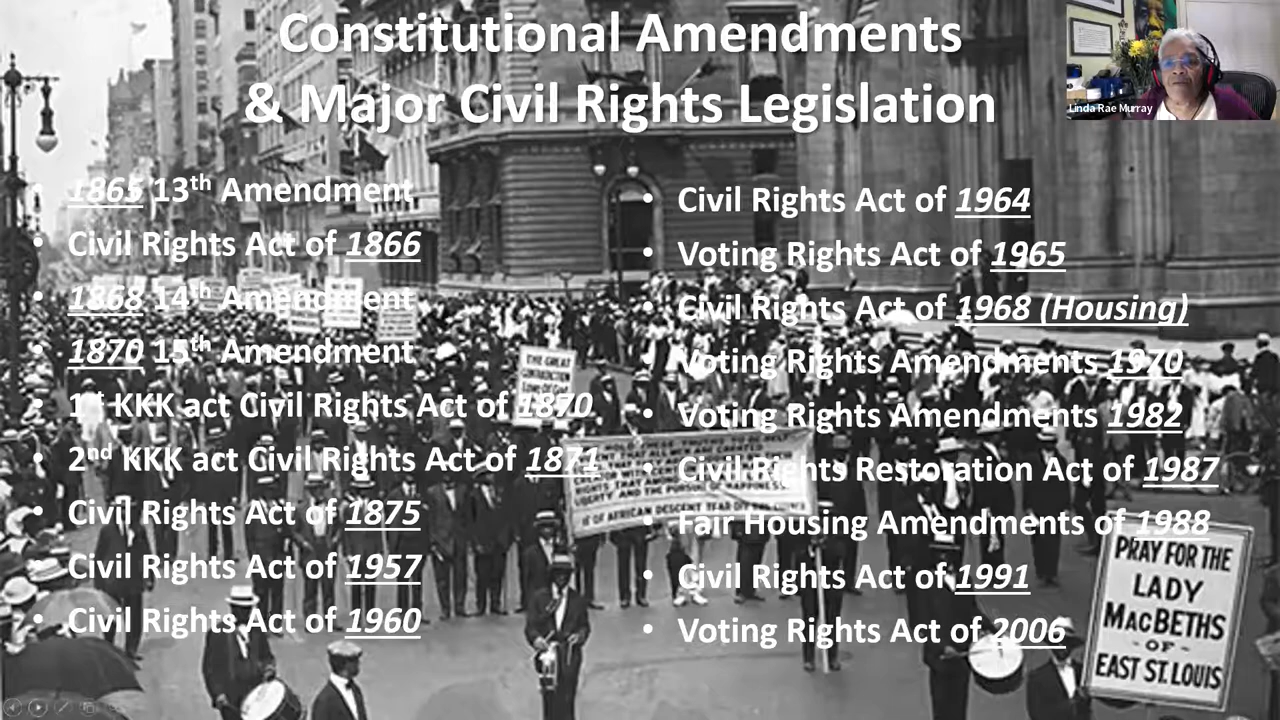 Constitutional Amendments
& Major Civil Rights Legislation
Linda Rae Murray
• 1865 13th Amendment
• Civil Rights Act of 1866
• 1868 14th Amendment
• 1870 15th Amendment
• 1st KKK act Civil Rights Act of 1870
• 2nd KKK act Civil Rights Act of 1871
• Civil Rights Act of 1875
• Civil Rights Act of 1957
• Civil Rights Act of 1960
• Civil Rights Act of 1964
• Voting Rights Act of 1965
• Civil Rights Act of 1968 (Housing)
• Voting Rights Amendments 1970
• Voting Rights Amendments 1982
• Civil Rights Restoration Act of 1987
• Fair Housing Amendments of 1988
• Civil Rights Act of 1991
• Voting Rights Act of 2006
THE GREAT
OF AFRICAN DESCENT
PRAY FOR THE
LADY
MACBETHS
- OF -
EAST ST. LOUIS